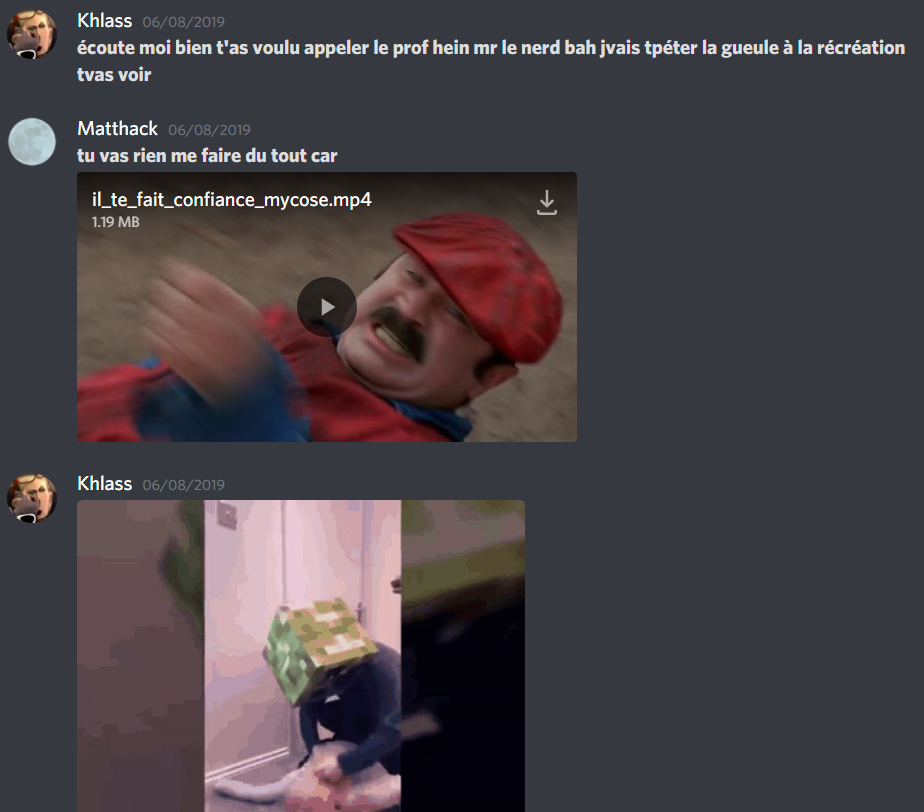 Khlass 06/08/2019
écoute moi bien t'as voulu appeler le prof hein mr le nerd bah jvais tpéter la gueule à la récréation
tvas voir
Matthack 06/08/2019
tu vas rien me faire du tout car
il_te_fait_confiance_mycose.mp4
1.19 MB
Khlass 06/08/2019